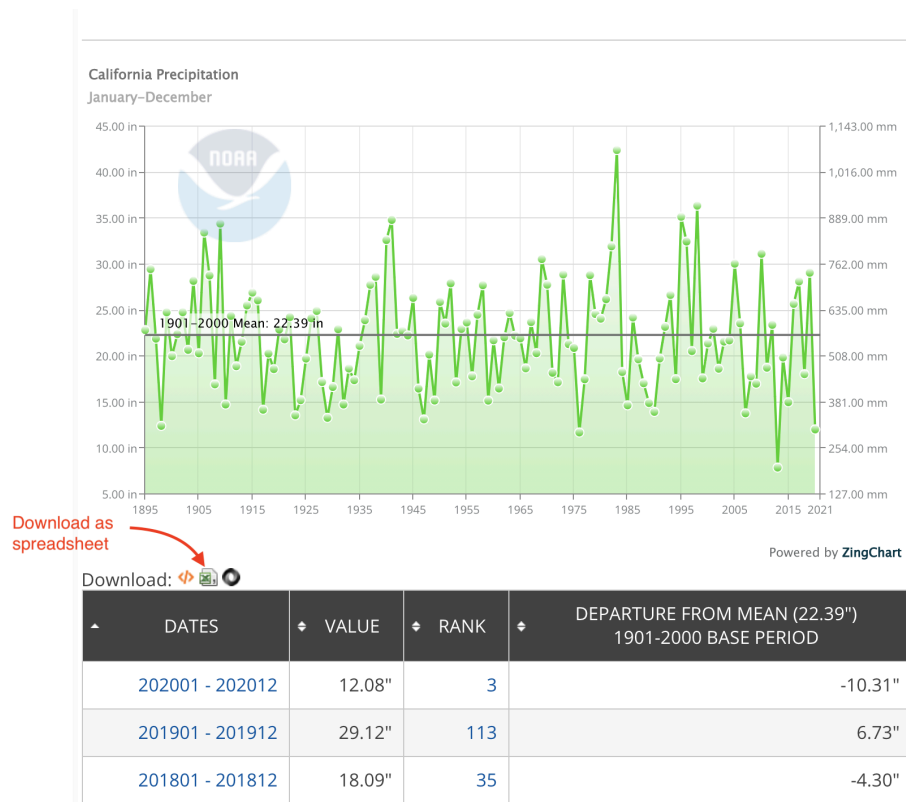 California Precipitation
January–December
45.00 in
1,143.00 mm
40.00 in
1,016.00 mm
35.00 in
889.00 mm
30.00 in
762.00 mm
25.00 in
635.00 mm
20.00 in
508.00 mm
15.00 in
381.00 mm
10.00 in
254.00 mm
5.00 in
127.00 mm
NOAA
1901–2000 Mean: 22.39 in
1895 1905 1915 1925 1935 1945 1955 1965 1975 1985 1995 2005 2015 2021
Download as
spreadsheet
Powered by ZingChart
Download:
DATES VALUE RANK DEPARTURE FROM MEAN (22.39")
1901-2000 BASE PERIOD
202001 - 202012 12.08" 3 -10.31"
201901 - 201912 29.12" 113 6.73"
201801 - 201812 18.09" 35 -4.30"